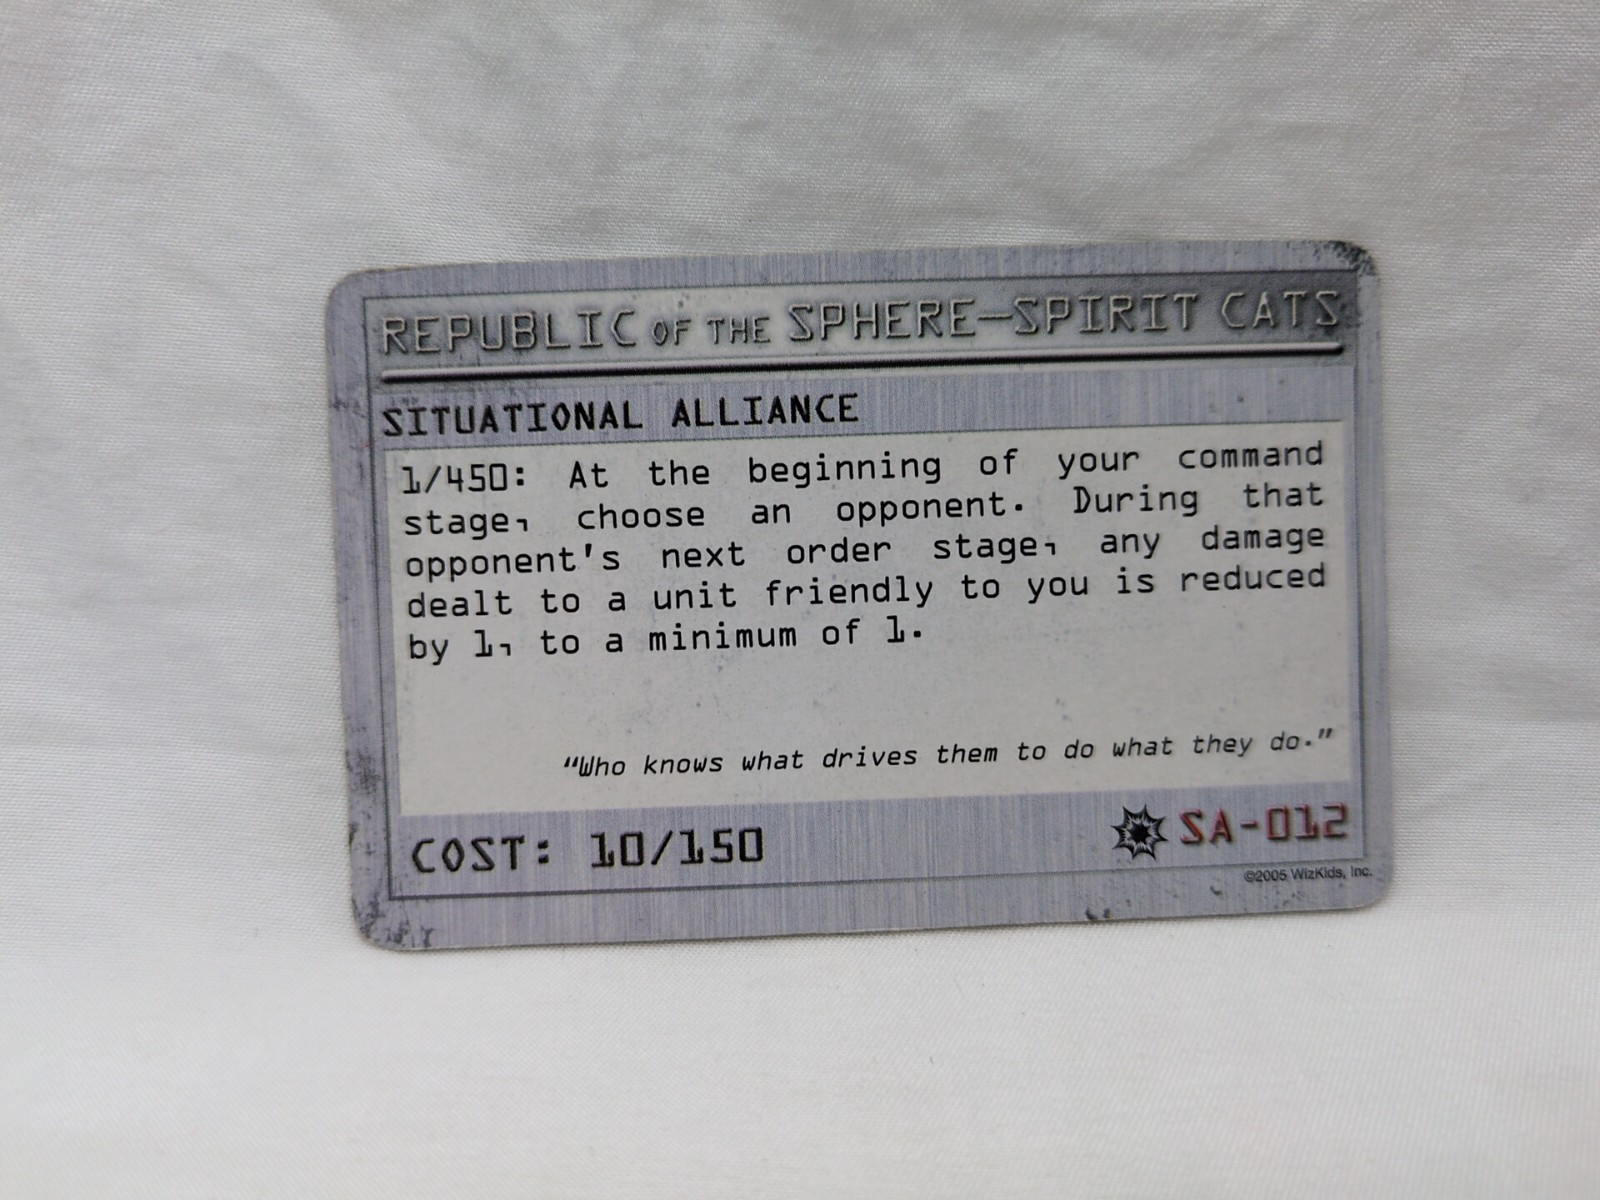 REPUBLIC OF THE SPHERE—SPIRIT CATS
SITUATIONAL ALLIANCE
1/450: At the beginning of your command
stage, choose an opponent. During that
opponent's next order stage, any damage
dealt to a unit friendly to you is reduced
by 1, to a minimum of 1.
“Who knows what drives them to do what they do.”
COST: 10/150
SA-012
©2005 WizKids, Inc.